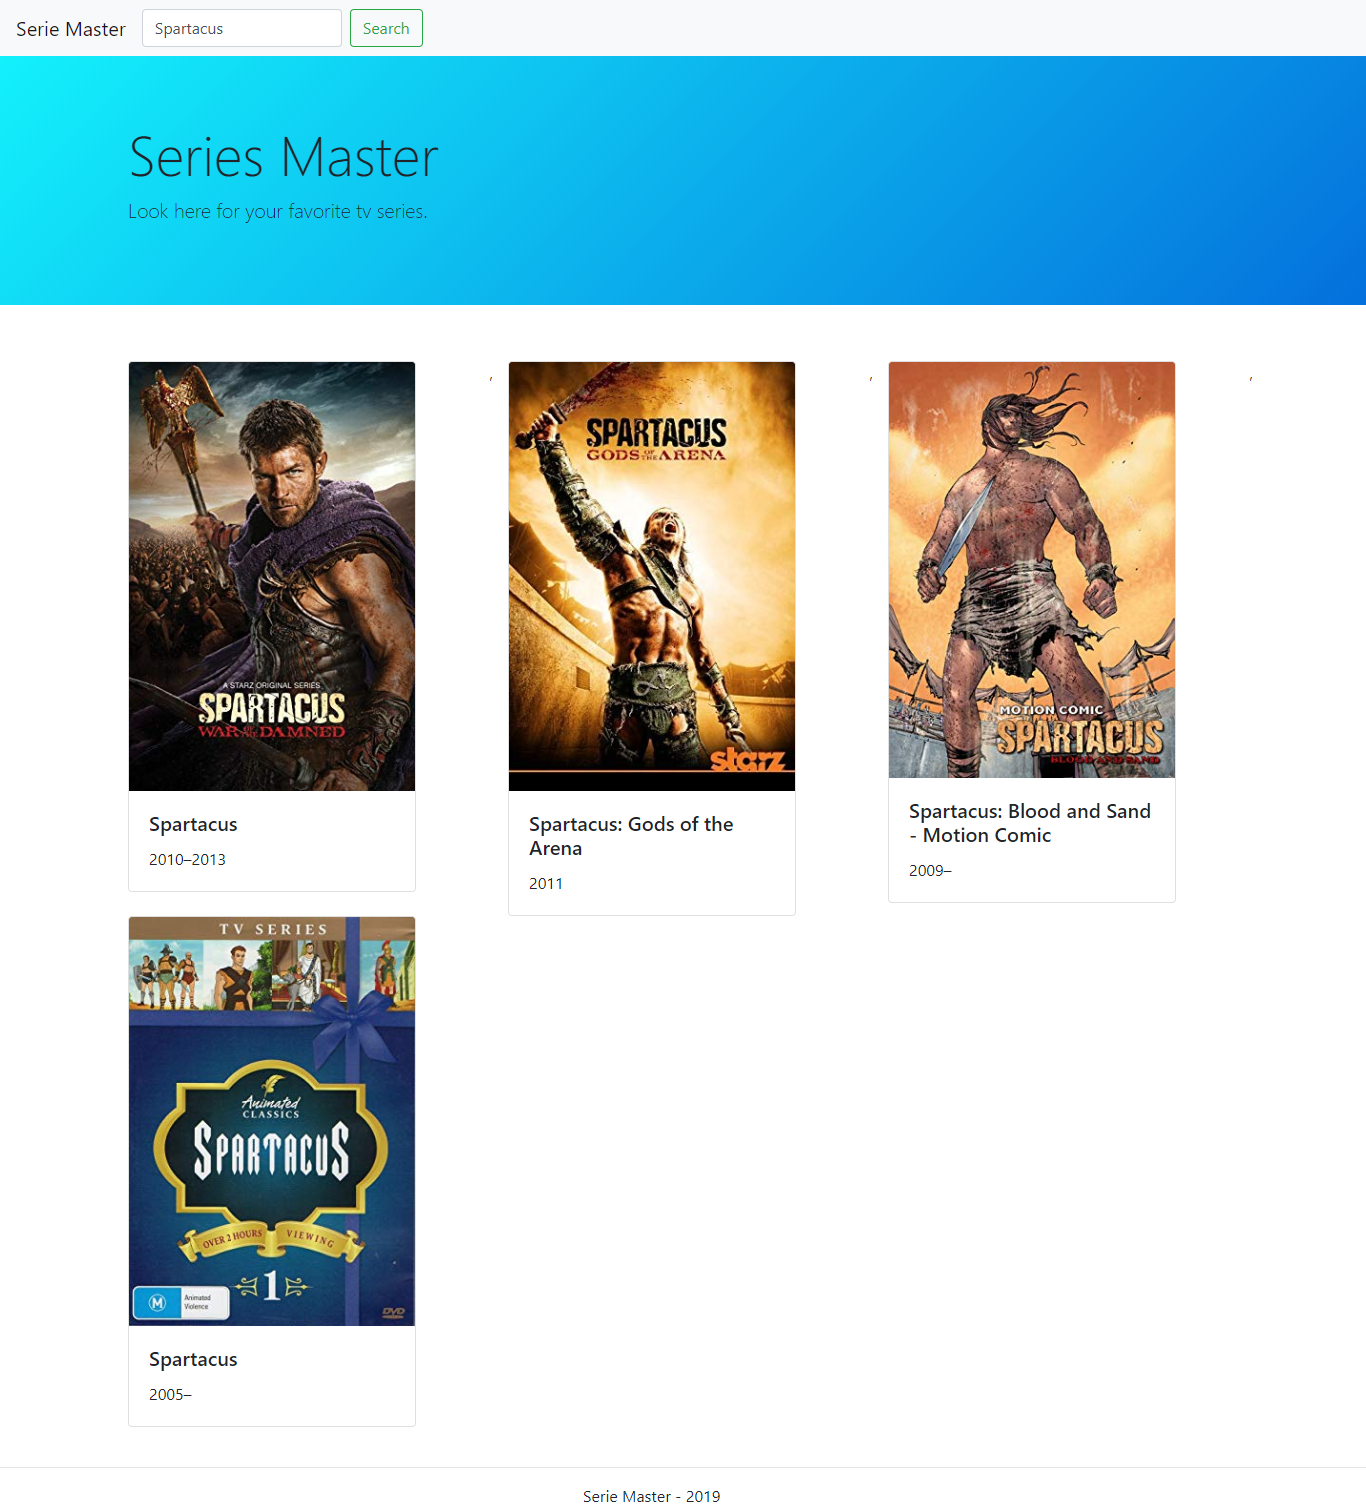 Serie Master
Spartacus
Search
Series Master
Look here for your favorite tv series.
A STARZ ORIGINAL SERIES
SPARTACUS
WAR OF THE DAMNED
Spartacus
2010–2013
,
SPARTACUS
GODS OF THE ARENA
starz
Spartacus: Gods of the
Arena
2011
,
MOTION COMIC
SPARTACUS
BLOOD AND SAND
Spartacus: Blood and Sand
- Motion Comic
2009–
,
TV SERIES
Animated
CLASSICS
SPARTACUS
OVER 2 HOURS VIEWING
1
M
Animated
Violence
DVD
Spartacus
2005–
Serie Master - 2019